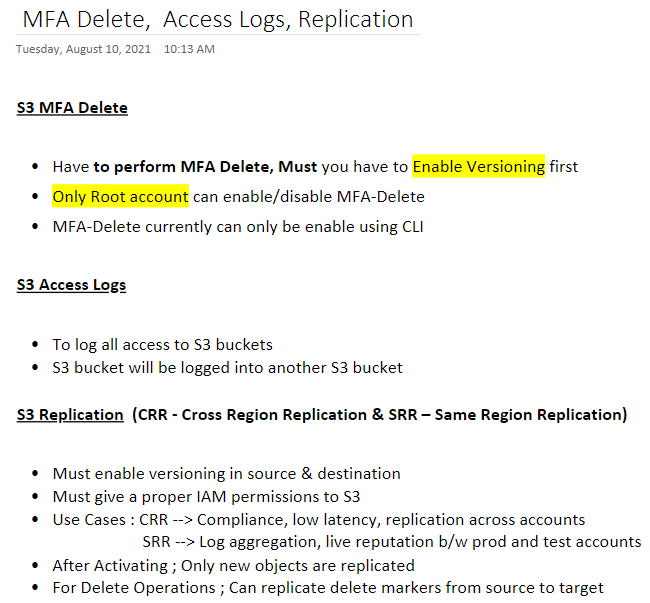 MFA Delete, Access Logs, Replication
Tuesday, August 10, 2021 10:13 AM
S3 MFA Delete
• Have to perform MFA Delete, Must you have to Enable Versioning first
• Only Root account can enable/disable MFA-Delete
• MFA-Delete currently can only be enable using CLI
S3 Access Logs
• To log all access to S3 buckets
• S3 bucket will be logged into another S3 bucket
S3 Replication (CRR - Cross Region Replication & SRR – Same Region Replication)
• Must enable versioning in source & destination
• Must give a proper IAM permissions to S3
• Use Cases : CRR --> Compliance, low latency, replication across accounts
SRR --> Log aggregation, live reputation b/w prod and test accounts
• After Activating ; Only new objects are replicated
• For Delete Operations ; Can replicate delete markers from source to target